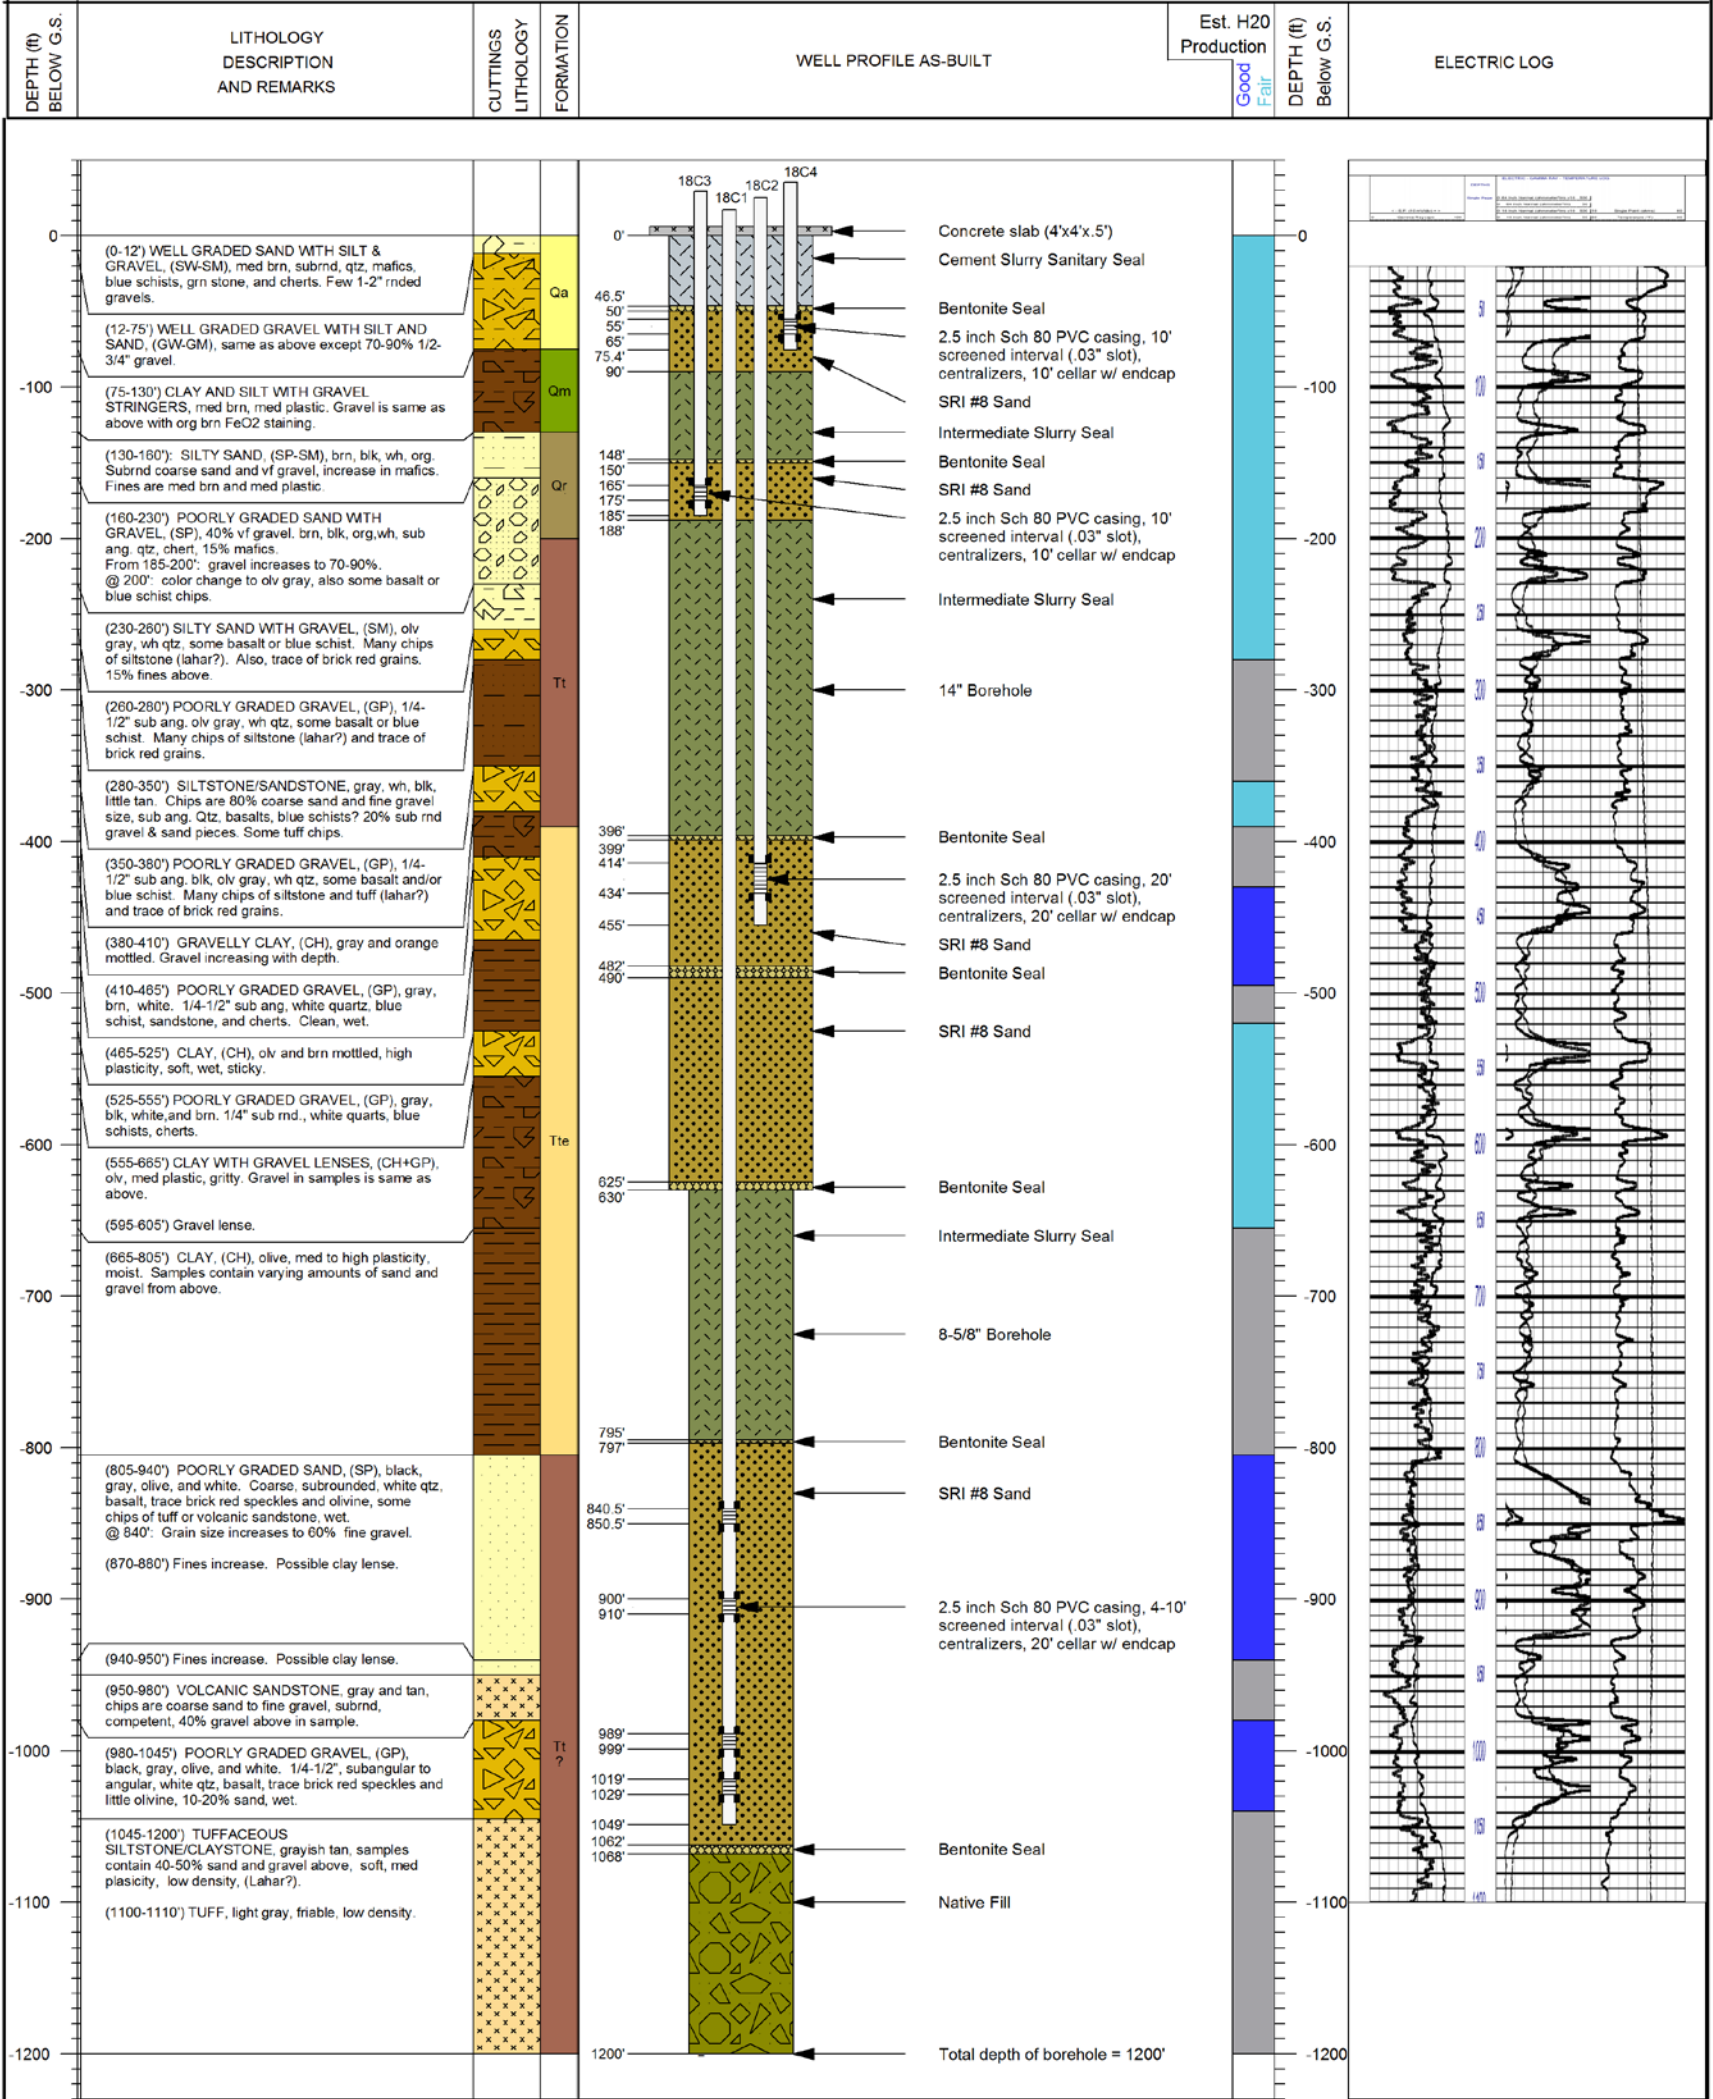 DEPTH (ft)
BELOW G.S.
LITHOLOGY
DESCRIPTION
AND REMARKS
CUTTINGS
LITHOLOGY
FORMATION
WELL PROFILE AS-BUILT
Est. H20
Production
Good
Fair
DEPTH (ft)
Below G.S.
ELECTRIC LOG
0
-100
-200
-300
-400
-500
-600
-700
-800
-900
-1000
-1100
-1200
(0-12') WELL GRADED SAND WITH SILT &
GRAVEL, (SW-SM), med brn, subrnd, qtz, mafics,
blue schists, grn stone, and cherts. Few 1-2" rnded
gravels.
(12-75') WELL GRADED GRAVEL WITH SILT AND
SAND, (GW-GM), same as above except 70-90% 1/2-
3/4" gravel.
(75-130') CLAY AND SILT WITH GRAVEL
STRINGERS, med brn, med plastic. Gravel is same as
above with org brn FeO2 staining.
(130-160'): SILTY SAND, (SP-SM), brn, blk, wh, org.
Subrnd coarse sand and vf gravel, increase in mafics.
Fines are med brn and med plastic.
(160-230') POORLY GRADED SAND WITH
GRAVEL, (SP), 40% vf gravel. brn, blk, org,wh, sub
ang. qtz, chert, 15% mafics.
From 185-200': gravel increases to 70-90%.
@ 200': color change to olv gray, also some basalt or
blue schist chips.
(230-260') SILTY SAND WITH GRAVEL, (SM), olv
gray, wh qtz, some basalt or blue schist. Many chips
of siltstone (lahar?). Also, trace of brick red grains.
15% fines above.
(260-280') POORLY GRADED GRAVEL, (GP), 1/4-
1/2" sub ang. olv gray, wh qtz, some basalt or blue
schist. Many chips of siltstone (lahar?) and trace of
brick red grains.
(280-350') SILTSTONE/SANDSTONE, gray, wh, blk,
little tan. Chips are 80% coarse sand and fine gravel
size, sub ang. Qtz, basalts, blue schists? 20% sub rnd
gravel & sand pieces. Some tuff chips.
(350-380') POORLY GRADED GRAVEL, (GP), 1/4-
1/2" sub ang. blk, olv gray, wh qtz, some basalt and/or
blue schist. Many chips of siltstone and tuff (lahar?)
and trace of brick red grains.
(380-410') GRAVELLY CLAY, (CH), gray and orange
mottled. Gravel increasing with depth.
(410-465') POORLY GRADED GRAVEL, (GP), gray,
brn, white. 1/4-1/2" sub ang, white quartz, blue
schist, sandstone, and cherts. Clean, wet.
(465-525') CLAY, (CH), olv and brn mottled, high
plasticity, soft, wet, sticky.
(525-555') POORLY GRADED GRAVEL, (GP), gray,
blk, white,and brn. 1/4" sub rnd., white quarts, blue
schists, cherts.
(555-665') CLAY WITH GRAVEL LENSES, (CH+GP),
olv, med plastic, gritty. Gravel in samples is same as
above.
(595-605') Gravel lense.
(665-805') CLAY, (CH), olive, med to high plasticity,
moist. Samples contain varying amounts of sand and
gravel from above.
(805-940') POORLY GRADED SAND, (SP), black,
gray, olive, and white. Coarse, subrounded, white qtz,
basalt, trace brick red speckles and olivine, some
chips of tuff or volcanic sandstone, wet.
@ 840': Grain size increases to 60% fine gravel.
(870-880') Fines increase. Possible clay lense.
(940-950') Fines increase. Possible clay lense.
(950-980') VOLCANIC SANDSTONE, gray and tan,
chips are coarse sand to fine gravel, subrnd,
competent, 40% gravel above in sample.
(980-1045') POORLY GRADED GRAVEL, (GP),
black, gray, olive, and white. 1/4-1/2", subangular to
angular, white qtz, basalt, trace brick red speckles and
little olivine, 10-20% sand, wet.
(1045-1200') TUFFACEOUS
SILTSTONE/CLAYSTONE, grayish tan, samples
contain 40-50% sand and gravel above, soft, med
plasicity, low density, (Lahar?).
(1100-1110') TUFF, light gray, friable, low density.
Qa
Qm
Qr
Tt
Tte
Tt
?
18C3
18C1
18C2
18C4
0'
46.5'
50'
55'
65'
75.4'
90'
148'
150'
165'
175'
185'
188'
396'
399'
414'
434'
455'
482'
490'
625'
630'
795'
797'
840.5'
850.5'
900'
910'
989'
999'
1019'
1029'
1049'
1062'
1068'
1200'
Concrete slab (4'x4'x.5')
Cement Slurry Sanitary Seal
Bentonite Seal
2.5 inch Sch 80 PVC casing, 10'
screened interval (.03" slot),
centralizers, 10' cellar w/ endcap
SRI #8 Sand
Intermediate Slurry Seal
Bentonite Seal
SRI #8 Sand
2.5 inch Sch 80 PVC casing, 10'
screened interval (.03" slot),
centralizers, 10' cellar w/ endcap
Intermediate Slurry Seal
14" Borehole
Bentonite Seal
2.5 inch Sch 80 PVC casing, 20'
screened interval (.03" slot),
centralizers, 20' cellar w/ endcap
SRI #8 Sand
Bentonite Seal
SRI #8 Sand
Bentonite Seal
Intermediate Slurry Seal
8-5/8" Borehole
Bentonite Seal
SRI #8 Sand
2.5 inch Sch 80 PVC casing, 4-10'
screened interval (.03" slot),
centralizers, 20' cellar w/ endcap
Bentonite Seal
Native Fill
Total depth of borehole = 1200'
0
-100
-200
-300
-400
-500
-600
-700
-800
-900
-1000
-1100
-1200
50
100
150
200
250
300
350
400
450
500
550
600
650
700
750
800
850
900
950
1000
1050
1100